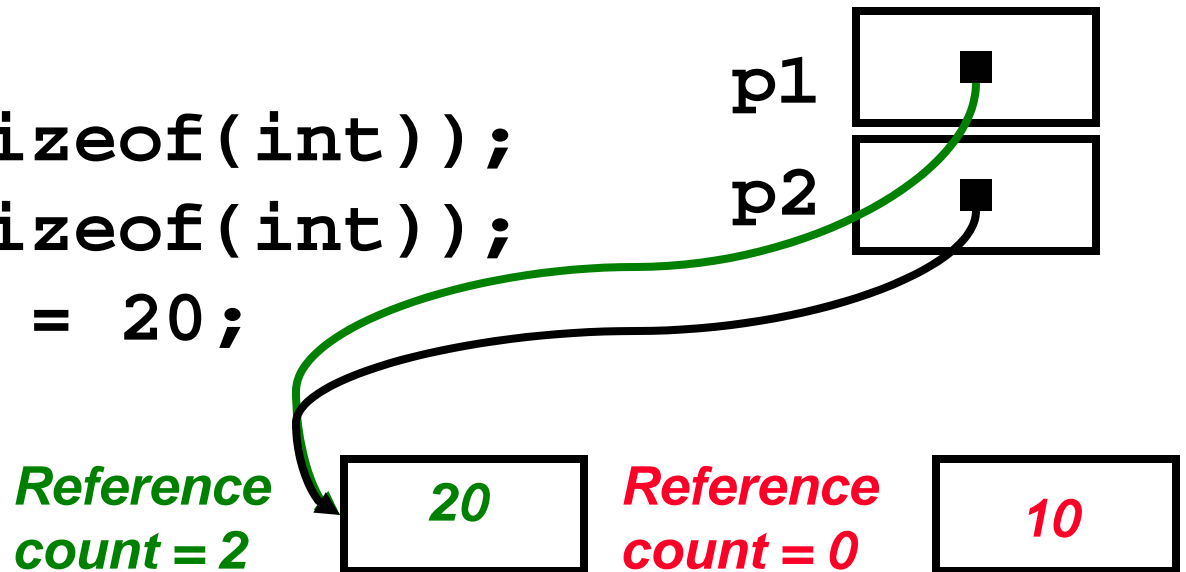 p1
izeof(int));
p2
izeof(int));
= 20;
Reference
count = 2
20
Reference
count = 0
10